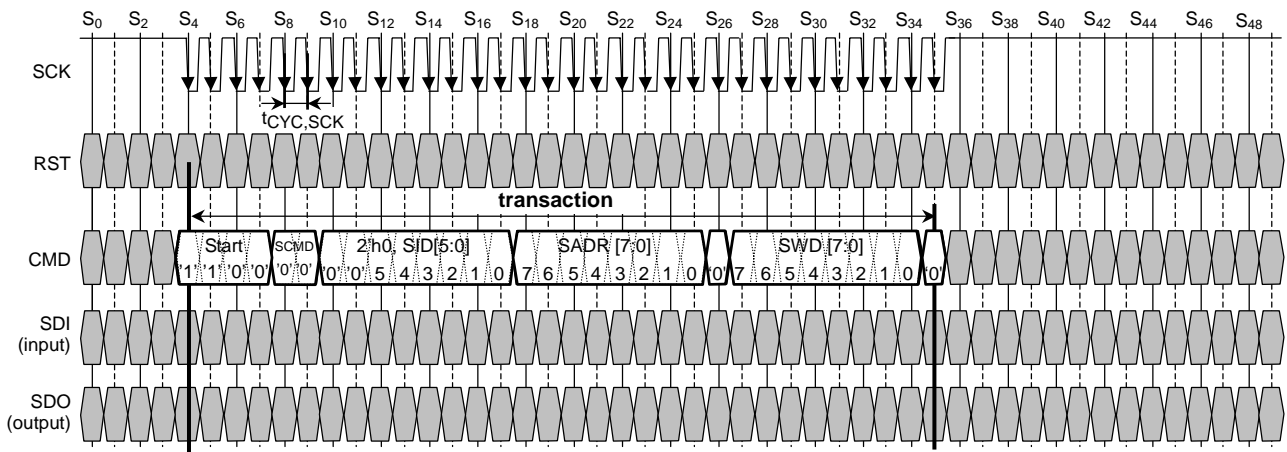 S0 S2 S4 S6 S8 S10 S12 S14 S16 S18 S20 S22 S24 S26 S28 S30 S32 S34 S36 S38 S40 S42 S44 S46 S48
SCK
tCYC,SCK
RST
transaction
CMD
Start SCMD 2'h0, SID[5:0] SADR [7:0] SWD [7:0]
'1' '1' '0' '0' '0' '0' '0' '0' 5 4 3 2 1 0 7 6 5 4 3 2 1 0 '0' 7 6 5 4 3 2 1 0 '0'
SDI
(input)
SDO
(output)